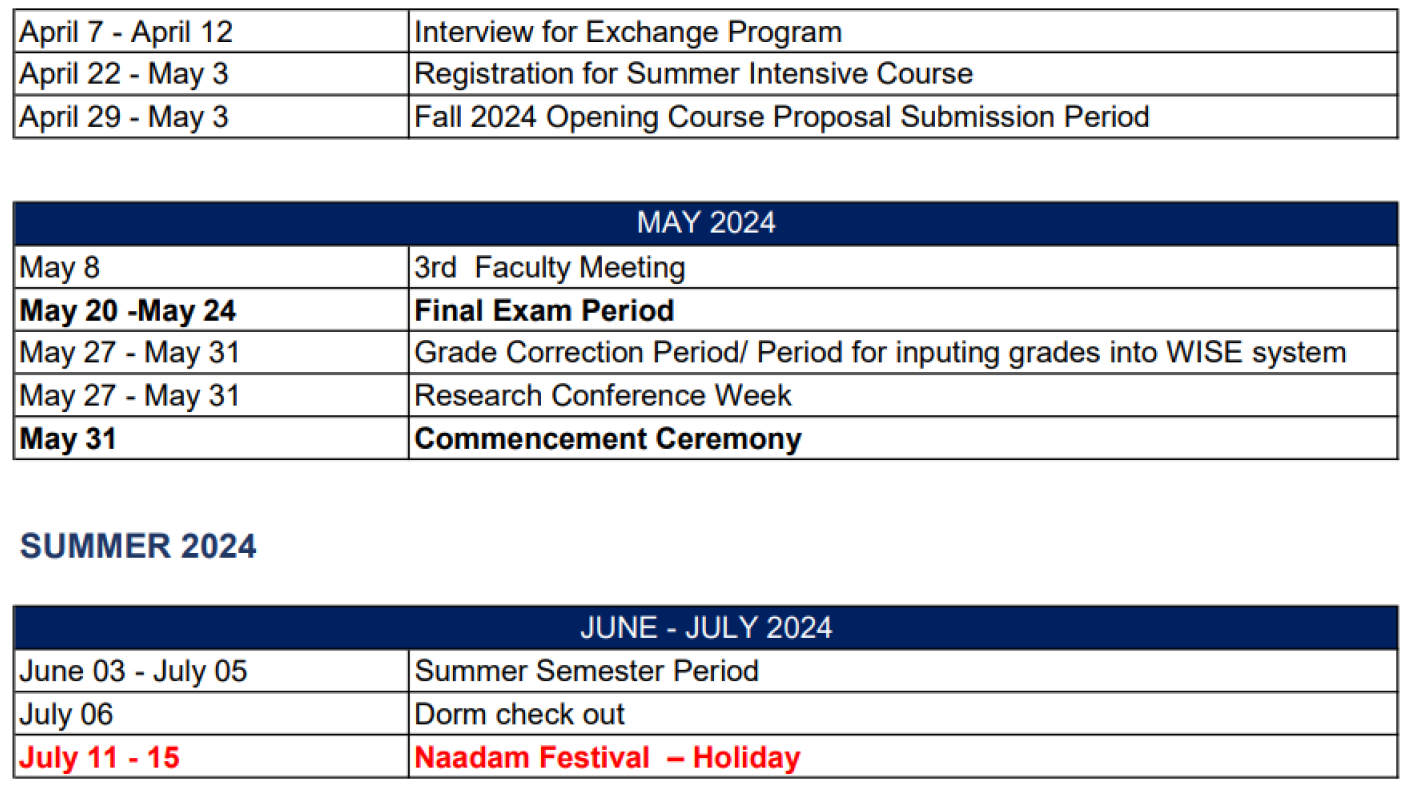 April 7 - April 12 Interview for Exchange Program
April 22 - May 3 Registration for Summer Intensive Course
April 29 - May 3 Fall 2024 Opening Course Proposal Submission Period
MAY 2024
May 8 3rd Faculty Meeting
May 20 -May 24 Final Exam Period
May 27 - May 31 Grade Correction Period/ Period for inputing grades into WISE system
May 27 - May 31 Research Conference Week
May 31 Commencement Ceremony
SUMMER 2024
JUNE - JULY 2024
June 03 - July 05 Summer Semester Period
July 06 Dorm check out
July 11 - 15 Naadam Festival – Holiday